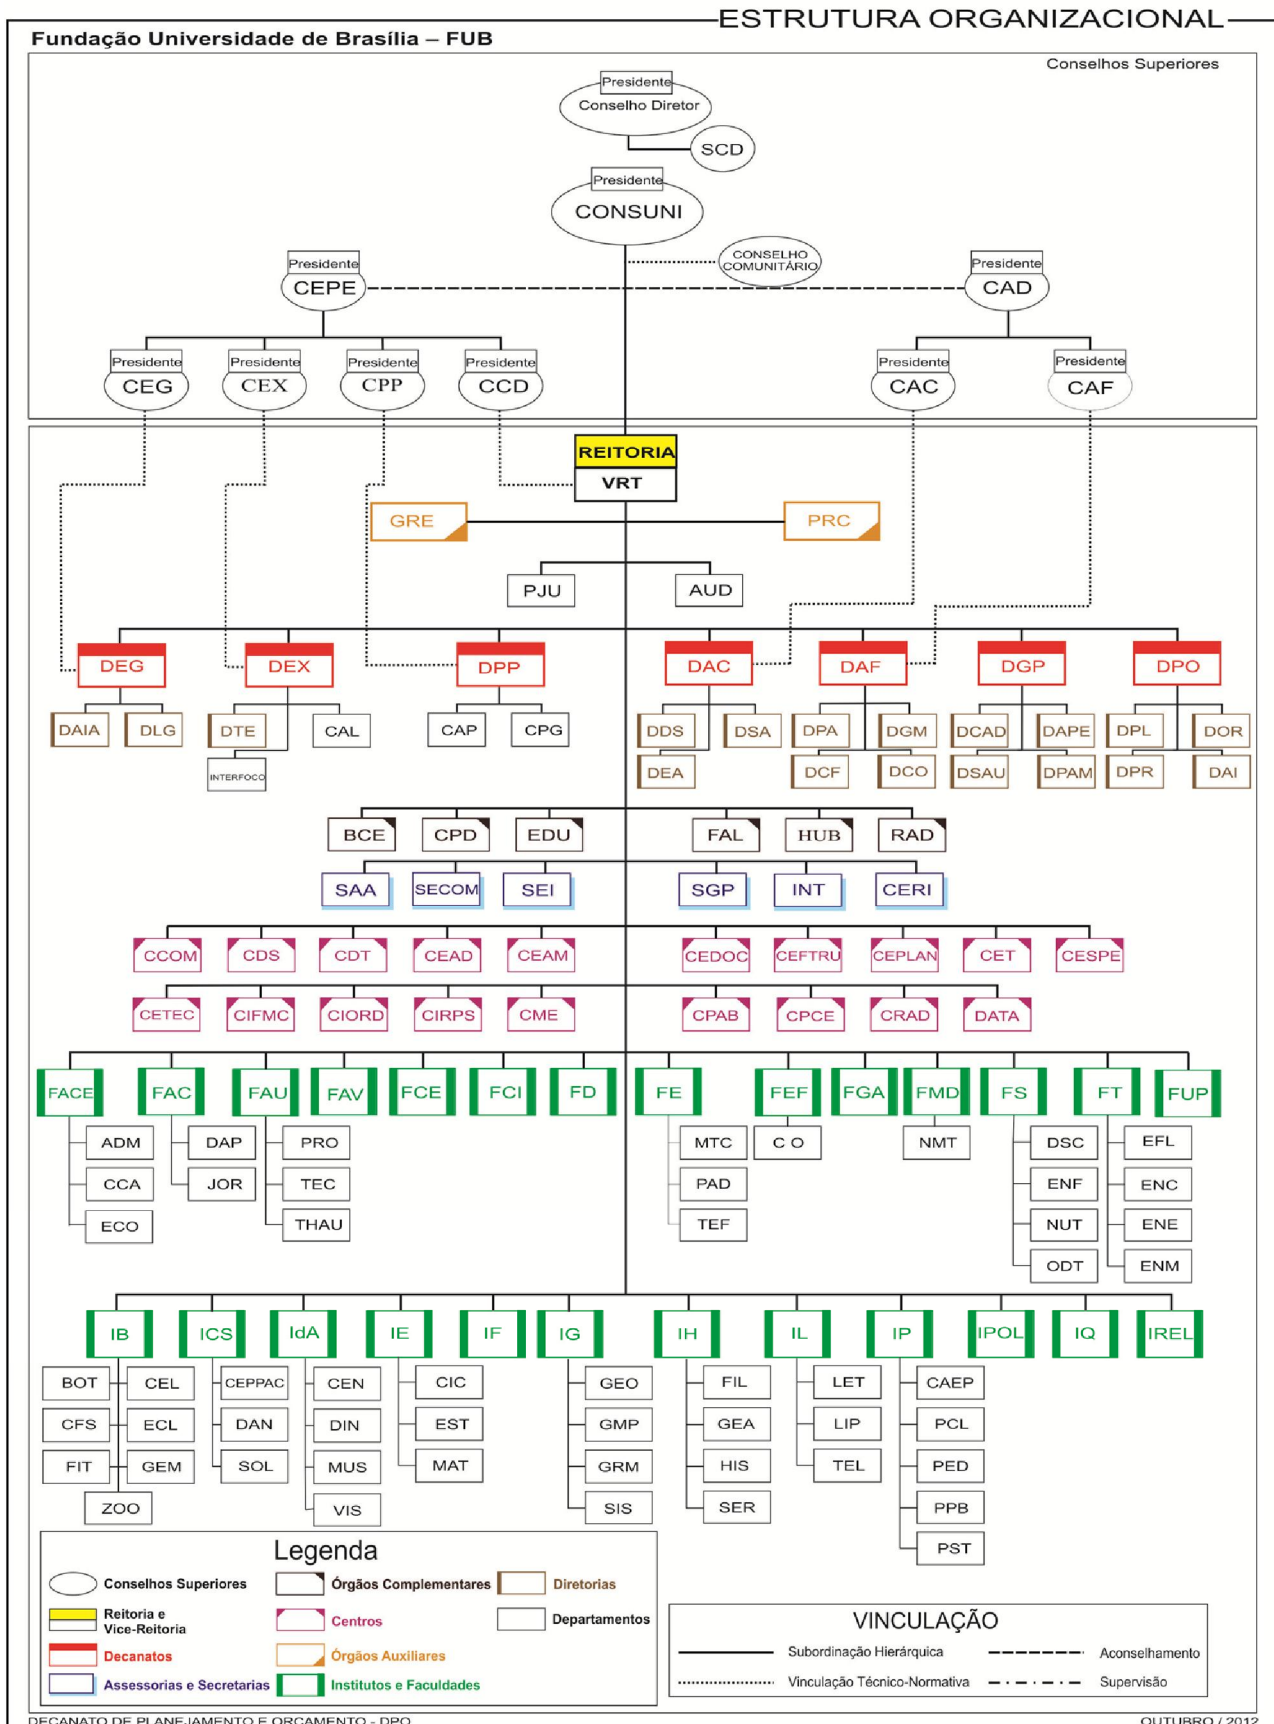 ESTRUTURA ORGANIZACIONAL
Fundação Universidade de Brasília – FUB
Conselhos Superiores
Presidente
Conselho Diretor
SCD
Presidente
CONSUNI
CONSELHO
COMUNITÁRIO
Presidente Presidente
CEPE CAD
Presidente Presidente Presidente Presidente Presidente Presidente
CEG CEX CPP CCD CAC CAF
REITORIA
VRT
GRE PRC
PJU AUD
DEG DEX DPP DAC DAF DGP DPO
DAIA DLG DTE CAL CAP CPG DDS DSA DPA DGM DCAD DAPE DPL DOR
INTERFOCO DEA DCF DCO DSAU DPAM DPR DAI
BCE CPD EDU FAL HUB RAD
SAA SECOM SEI SGP INT CERI
CCOM CDS CDT CEAD CEAM CEDOC CEFTRU CEPLAN CET CESPE
CETEC CIFMC CIORD CIRPS CME CPAB CPCE CRAD DATA
FACE FAC FAU FAV FCE FCI FD FE FEF FGA FMD FS FT FUP
ADM DAP PRO MTC C O NMT DSC EFL
CCA JOR TEC PAD ENF ENC
ECO THAU TEF NUT ENE
ODT ENM
IB ICS IdA IE IF IG IH IL IP IPOL IQ IREL
BOT CEL CEPPAC CEN CIC GEO FIL LET CAEP
CFS ECL DAN DIN EST GMP GEA LIP PCL
FIT GEM SOL MUS MAT GRM HIS TEL PED
ZOO VIS SIS SER PPB
PST
Legenda
Conselhos Superiores Órgãos Complementares Diretorias
Reitoria e
Vice-Reitoria Centros Departamentos
Decanatos Órgãos Auxiliares
Assessorias e Secretarias Institutos e Faculdades
VINCULAÇÃO
Subordinação Hierárquica Aconselhamento
Vinculação Técnico-Normativa Supervisão
DECANATO DE PLANEJAMENTO E ORÇAMENTO - DPO OUTUBRO / 2012